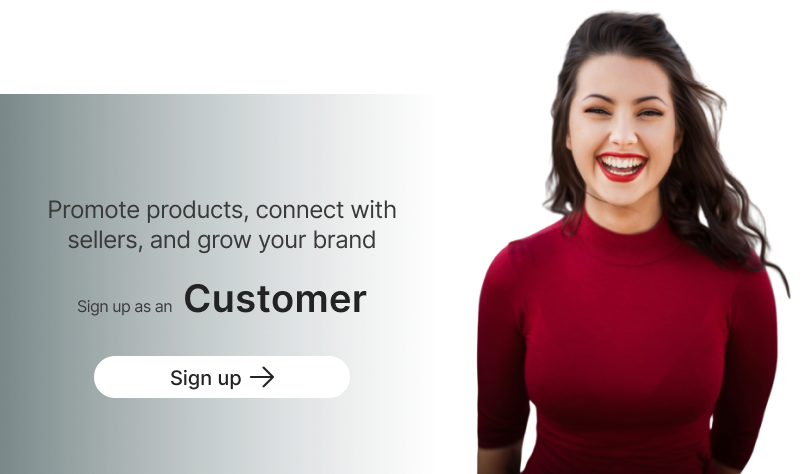 Promote products, connect with
sellers, and grow your brand
Sign up as an Customer
Sign up →